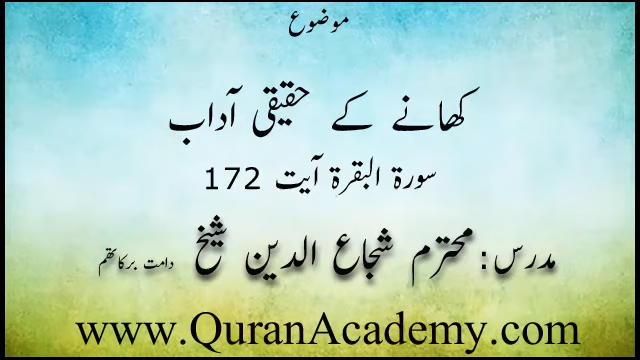 موضوع
کھانے کے حقیقی آداب
سورۃ البقرۃ آیت 172
مدرس: محترم شجاع الدین شیخ دامت برکاتھم
www.QuranAcademy.com